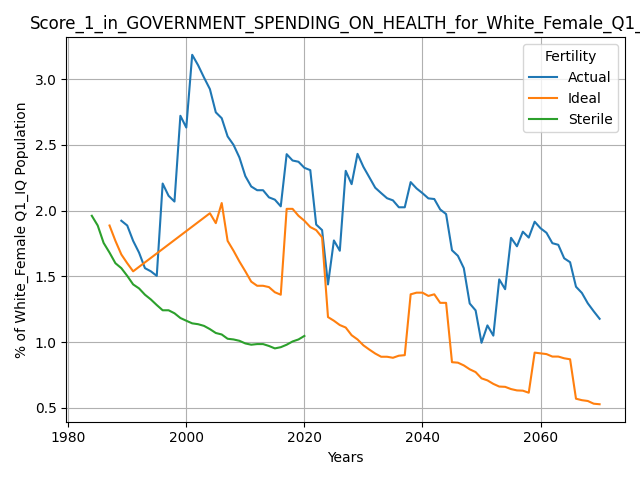 Score_1_in_GOVERNMENT_SPENDING_ON_HEALTH_for_White_Female_Q1_
Fertility
Actual
Ideal
Sterile
% of White_Female Q1_IQ Population
3.0
2.5
2.0
1.5
1.0
0.5
1980 2000 2020 2040 2060
Years